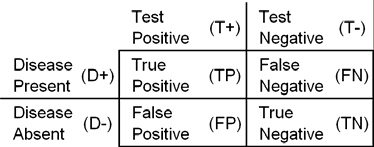 Test Positive (T+) Test Negative (T-)
Disease Present (D+) True Positive (TP) False Negative (FN)
Disease Absent (D-) False Positive (FP) True Negative (TN)